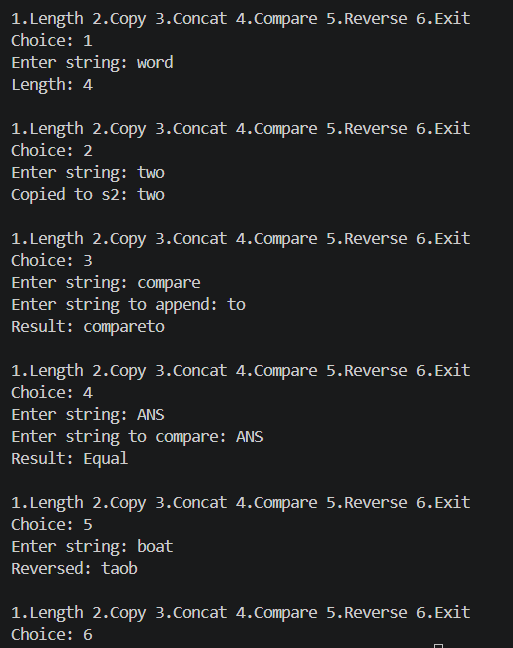 1.Length 2.Copy 3.Concat 4.Compare 5.Reverse 6.Exit
Choice: 1
Enter string: word
Length: 4

1.Length 2.Copy 3.Concat 4.Compare 5.Reverse 6.Exit
Choice: 2
Enter string: two
Copied to s2: two

1.Length 2.Copy 3.Concat 4.Compare 5.Reverse 6.Exit
Choice: 3
Enter string: compare
Enter string to append: to
Result: compareto

1.Length 2.Copy 3.Concat 4.Compare 5.Reverse 6.Exit
Choice: 4
Enter string: ANS
Enter string to compare: ANS
Result: Equal

1.Length 2.Copy 3.Concat 4.Compare 5.Reverse 6.Exit
Choice: 5
Enter string: boat
Reversed: taob

1.Length 2.Copy 3.Concat 4.Compare 5.Reverse 6.Exit
Choice: 6